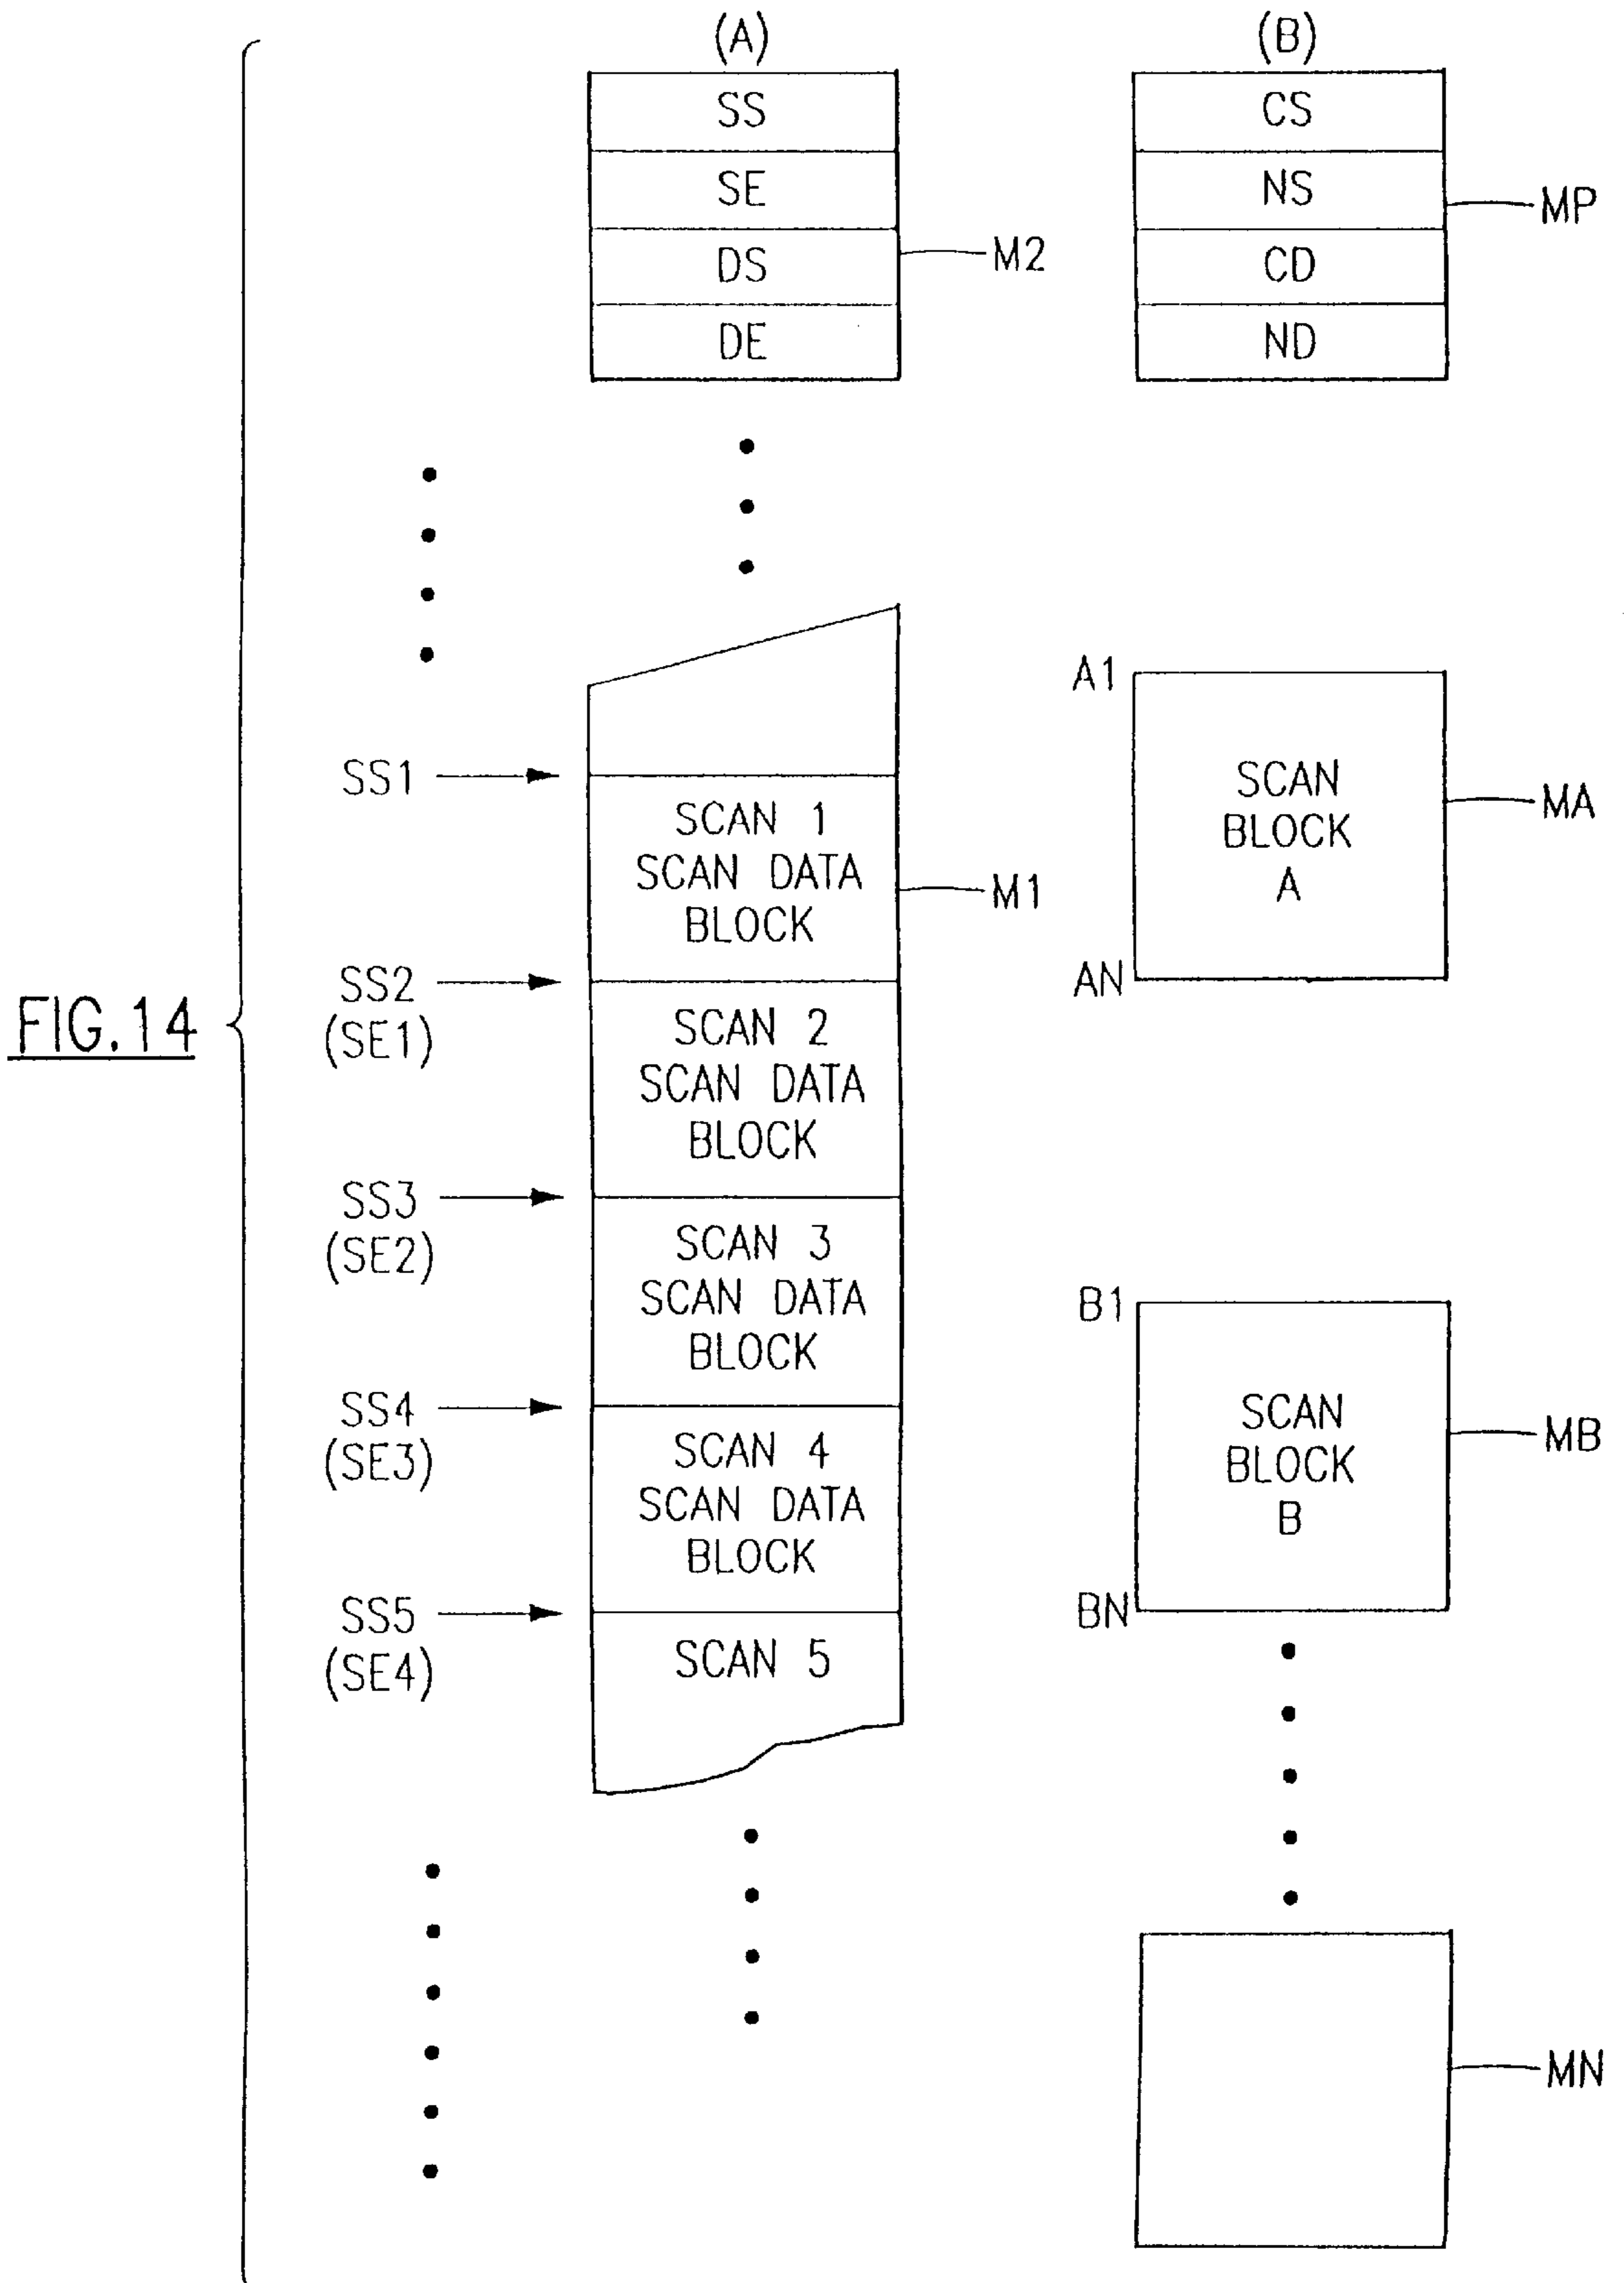 (A)
SS
SE
DS
DE
M2
(B)
CS
NS
CD
ND
MP
FIG.14
SS1
SS2
(SE1)
SS3
(SE2)
SS4
(SE3)
SS5
(SE4)
SCAN 1
SCAN DATA
BLOCK
M1
SCAN 2
SCAN DATA
BLOCK
SCAN 3
SCAN DATA
BLOCK
SCAN 4
SCAN DATA
BLOCK
SCAN 5
A1
SCAN
BLOCK
A
AN
MA
B1
SCAN
BLOCK
B
BN
MB
MN